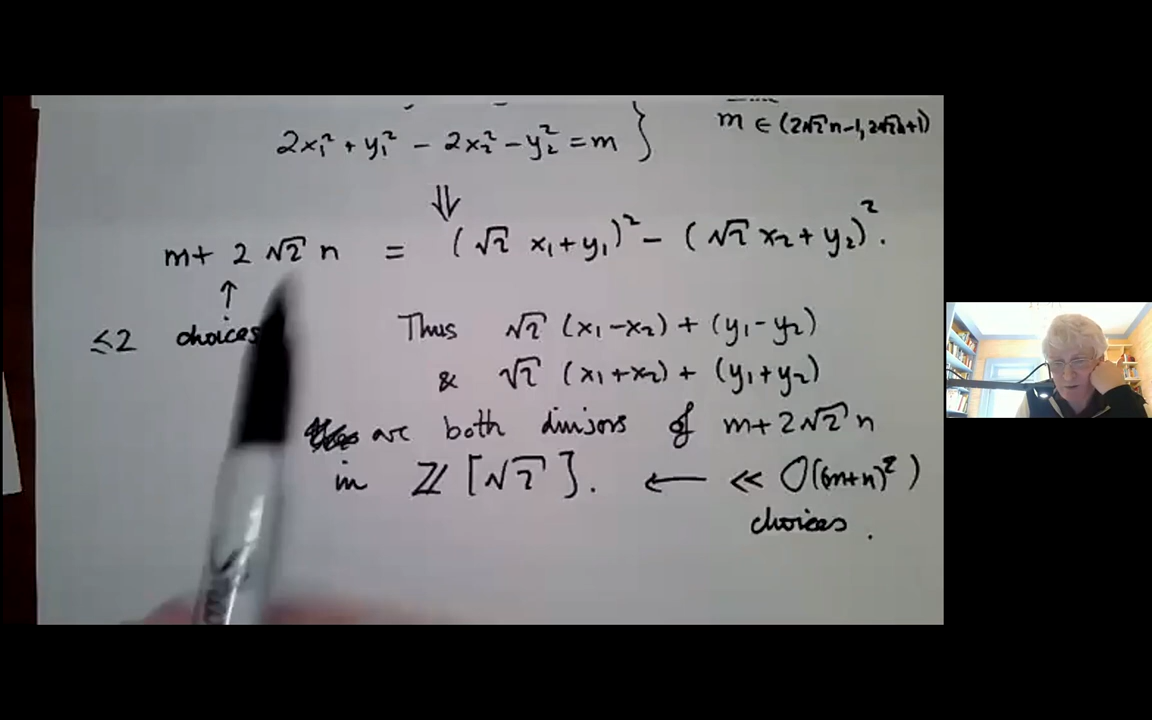 2x₁² + y₁² - 2x₂² - y₂² = m }
m ∈ (2√2n-1, 2√2n+1)
⇓
m + 2√2 n = (√2 x₁ + y₁)² - (√2 x₂ + y₂)².
↑
≤2 choices
Thus √2 (x₁-x₂) + (y₁-y₂)
& √2 (x₁+x₂) + (y₁+y₂)
are both divisors of m+2√2 n
in ℤ[√2]. ← ≪ O((m+n)^ε)
choices.